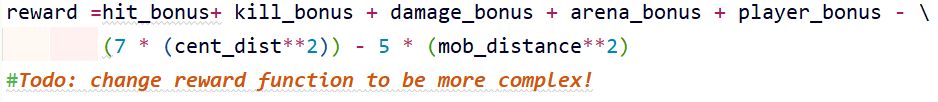 reward =hit_bonus+ kill_bonus + damage_bonus + arena_bonus + player_bonus - \
(7 * (cent_dist**2)) - 5 * (mob_distance**2)
#Todo: change reward function to be more complex!